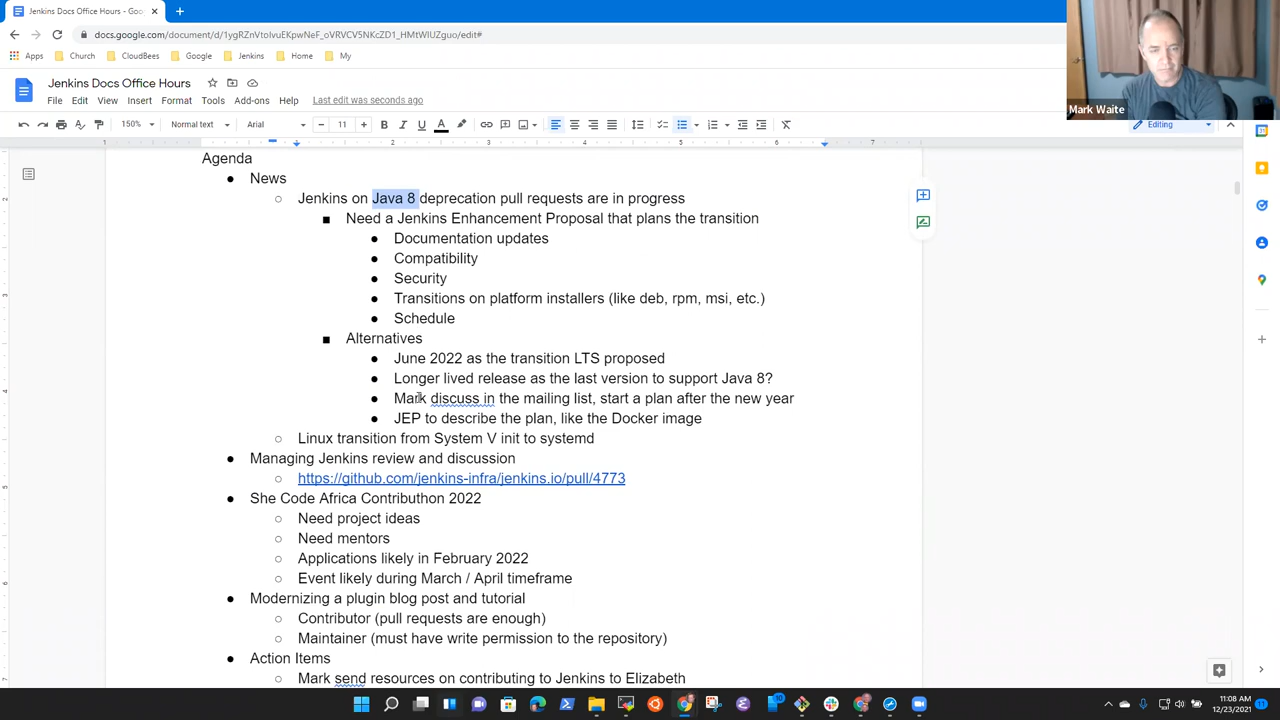 Jenkins Docs Office Hours - Goo
docs.google.com/document/d/1ygRZnVtoIvuEKpwNeF_oVRVCV5NKcZD1_HMtWIUZguo/edit#
Apps Church CloudBees Google Jenkins Home My
Mark Waite
Jenkins Docs Office Hours
File Edit View Insert Format Tools Add-ons Help Last edit was seconds ago
150% Normal text Arial 11 B I U A Editing
1 1 2 3 4 5 6 7
Agenda
News
Jenkins on Java 8 deprecation pull requests are in progress
Need a Jenkins Enhancement Proposal that plans the transition
Documentation updates
Compatibility
Security
Transitions on platform installers (like deb, rpm, msi, etc.)
Schedule
Alternatives
June 2022 as the transition LTS proposed
Longer lived release as the last version to support Java 8?
Mark discuss in the mailing list, start a plan after the new year
JEP to describe the plan, like the Docker image
Linux transition from System V init to systemd
Managing Jenkins review and discussion
https://github.com/jenkins-infra/jenkins.io/pull/4773
She Code Africa Contributhon 2022
Need project ideas
Need mentors
Applications likely in February 2022
Event likely during March / April timeframe
Modernizing a plugin blog post and tutorial
Contributor (pull requests are enough)
Maintainer (must have write permission to the repository)
Action Items
Mark send resources on contributing to Jenkins to Elizabeth
11:08 AM
12/23/2021